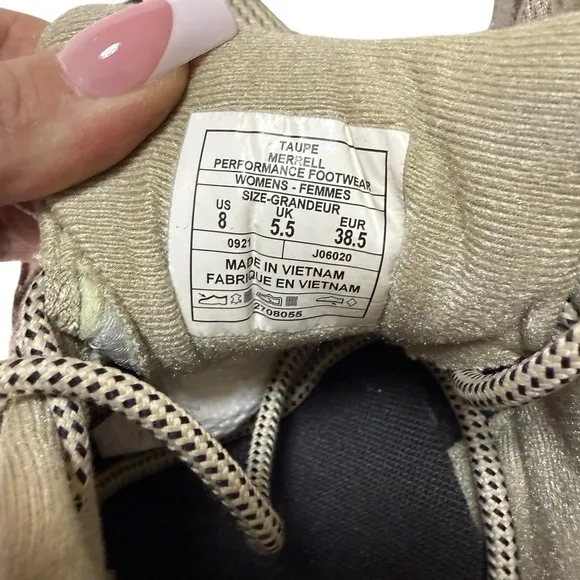 TAUPE
MERRELL
PERFORMANCE FOOTWEAR
WOMENS - FEMMES
SIZE-GRANDEUR
US UK EUR
8 5.5 38.5
0921 J06020
MADE IN VIETNAM
FABRIQUE EN VIETNAM
2708055